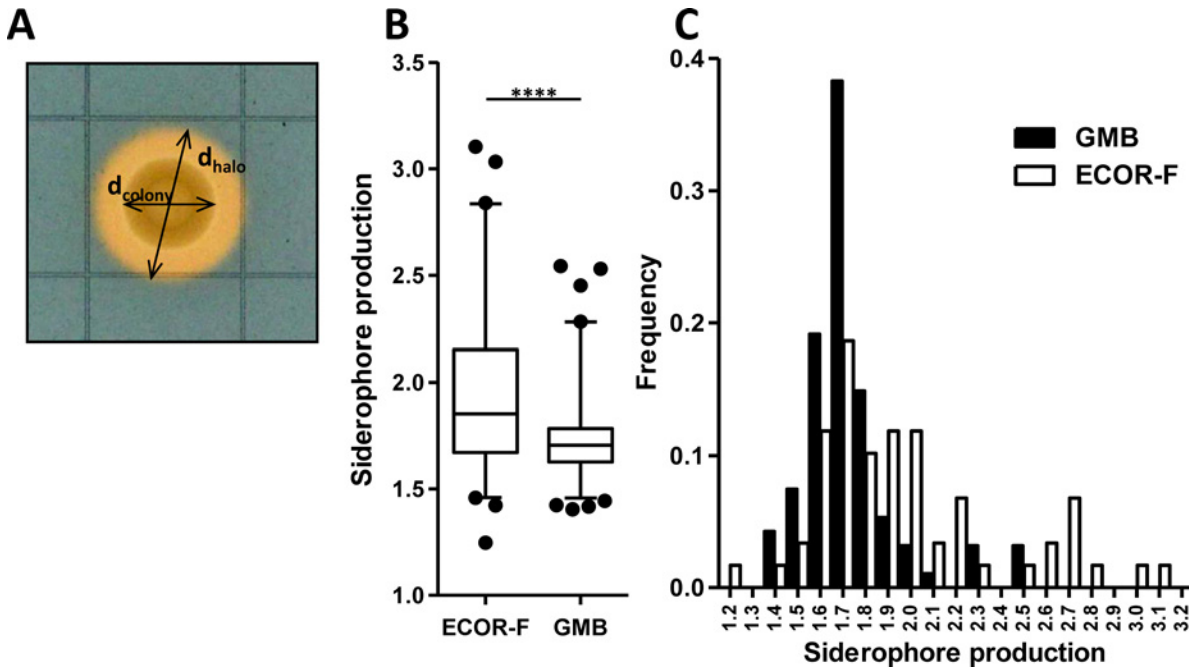 A
d_halo
d_colony
B
Siderophore production
3.5
3.0
2.5
2.0
1.5
1.0
****
ECOR-F GMB
C
Frequency
0.4
0.3
0.2
0.1
0.0
GMB
ECOR-F
1.2 1.3 1.4 1.5 1.6 1.7 1.8 1.9 2.0 2.1 2.2 2.3 2.4 2.5 2.6 2.7 2.8 2.9 3.0 3.1 3.2
Siderophore production